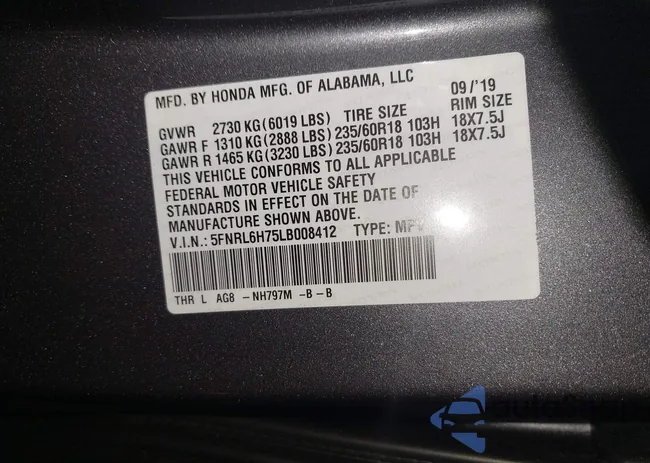 MFD. BY HONDA MFG. OF ALABAMA, LLC 09/'19
GVWR 2730 KG(6019 LBS) TIRE SIZE RIM SIZE
GAWR F 1310 KG(2888 LBS) 235/60R18 103H 18X7.5J
GAWR R 1465 KG(3230 LBS) 235/60R18 103H 18X7.5J
THIS VEHICLE CONFORMS TO ALL APPLICABLE
FEDERAL MOTOR VEHICLE SAFETY
STANDARDS IN EFFECT ON THE DATE OF
MANUFACTURE SHOWN ABOVE.
V.I.N.: 5FNRL6H75LB008412 TYPE: MPV
THR L AG8 -NH797M -B-B